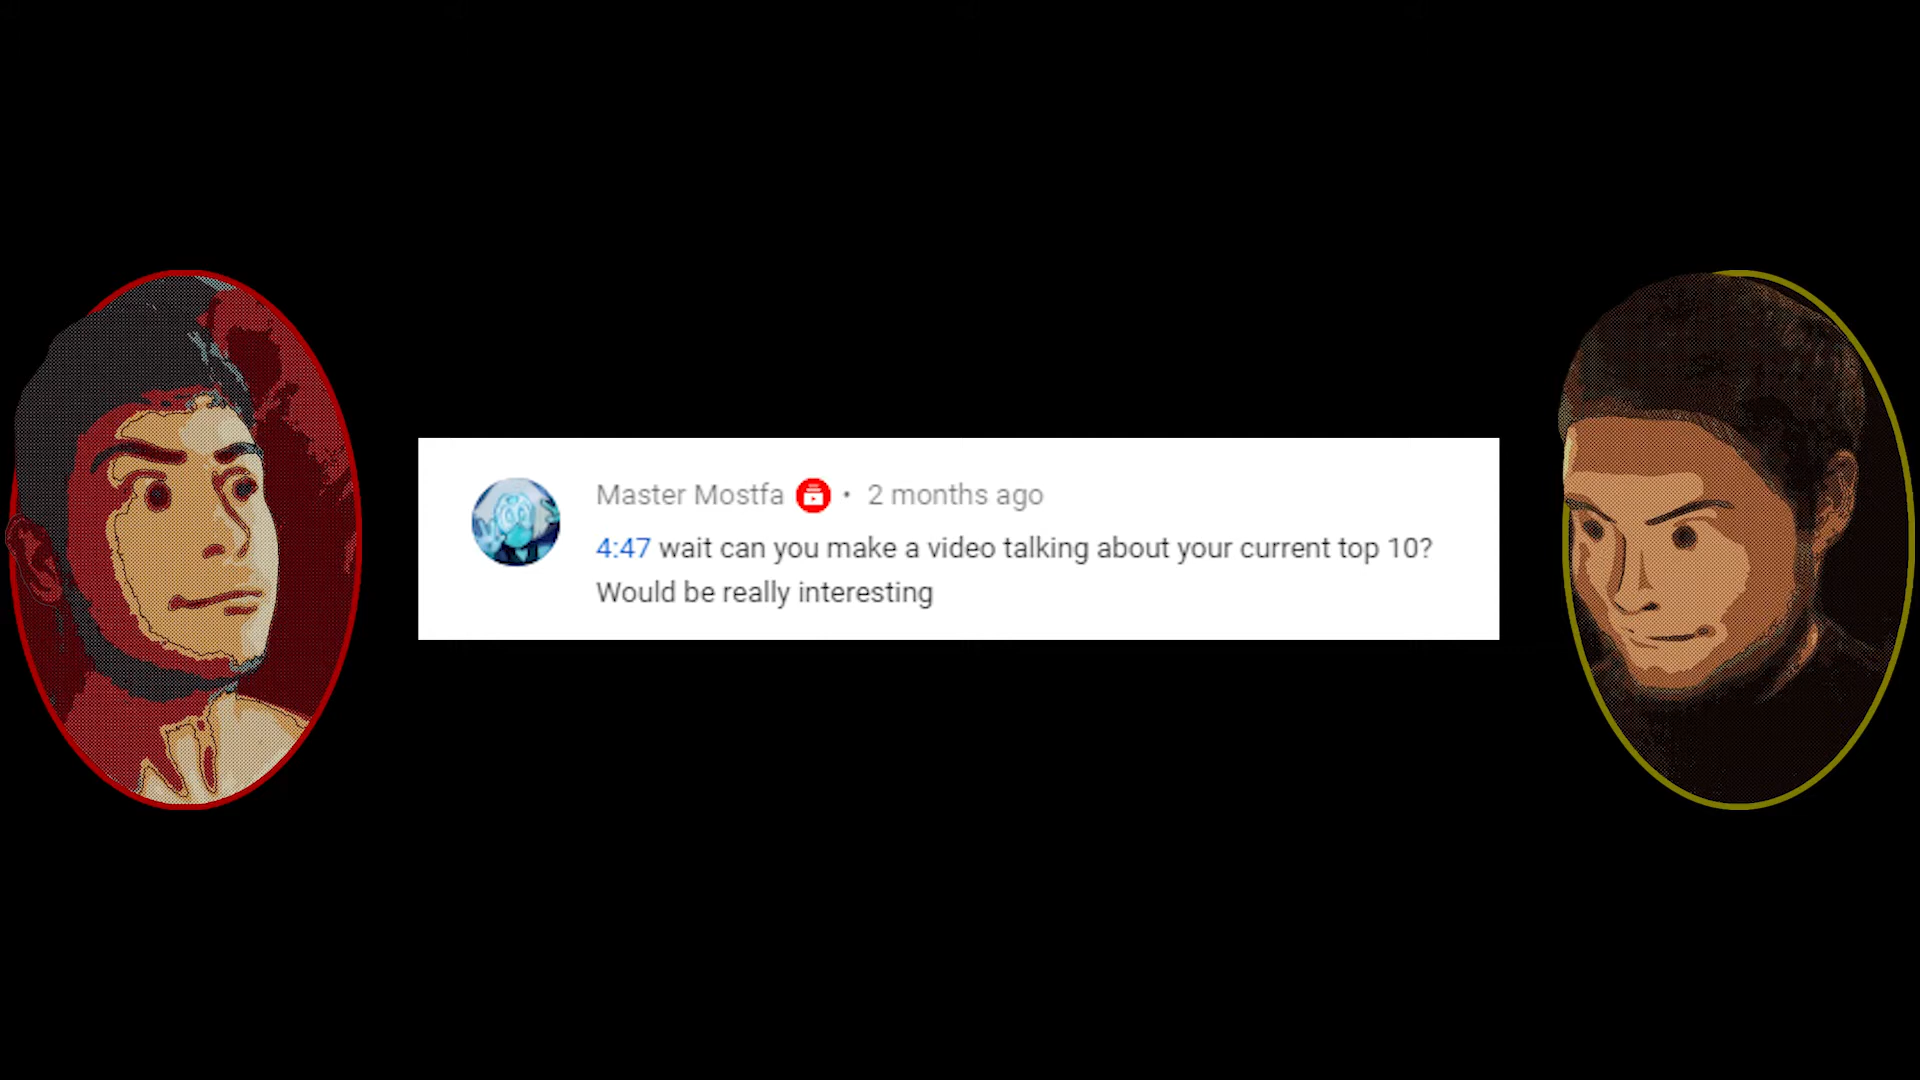 Master Mostfa • 2 months ago
4:47 wait can you make a video talking about your current top 10?
Would be really interesting